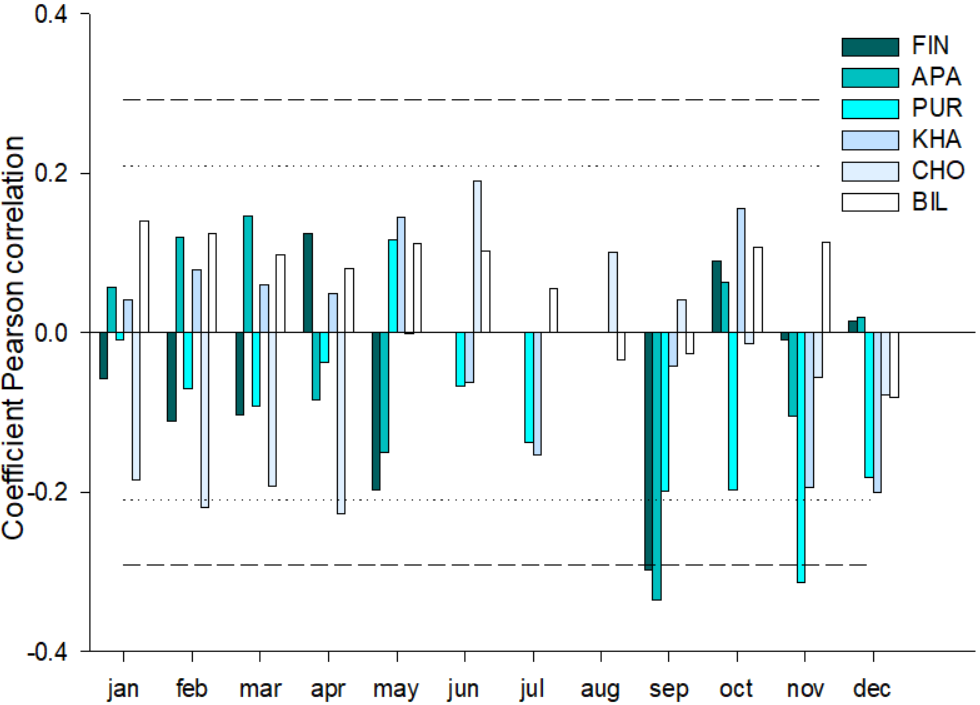 0.4
0.2
0.0
-0.2
-0.4
Coefficient Pearson correlation
FIN
APA
PUR
KHA
CHO
BIL
jan feb mar apr may jun jul aug sep oct nov dec